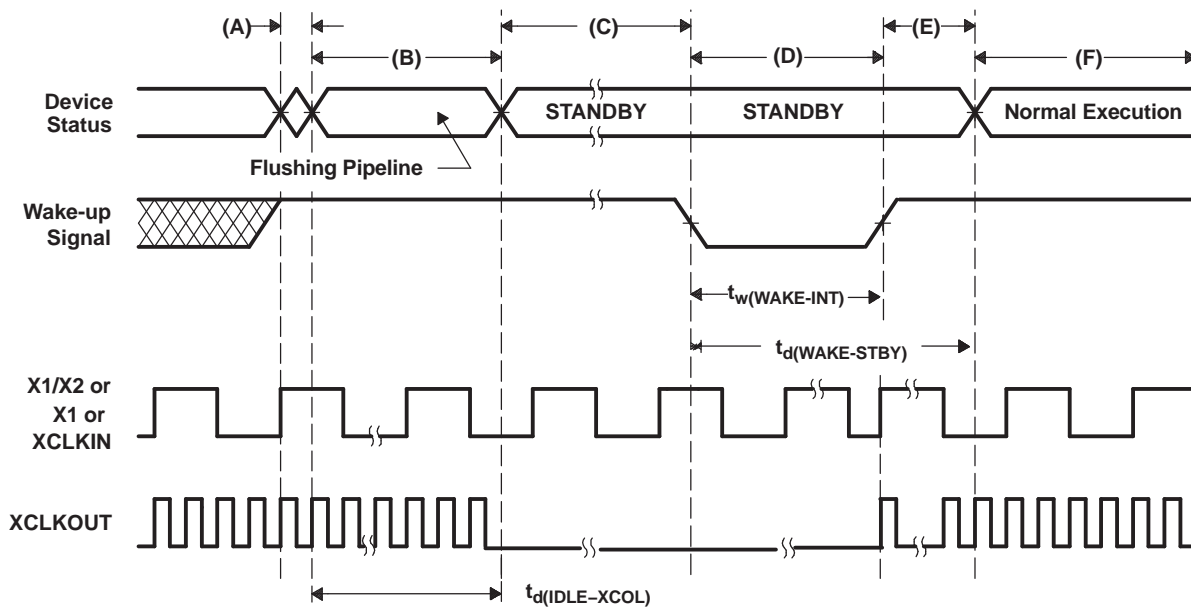 (A)
(C)
(E)
(B)
(D)
(F)
Device
Status
STANDBY
STANDBY
Normal Execution
Flushing Pipeline
Wake-up
Signal
tw(WAKE-INT)
td(WAKE-STBY)
X1/X2 or
X1 or
XCLKIN
XCLKOUT
td(IDLE−XCOL)